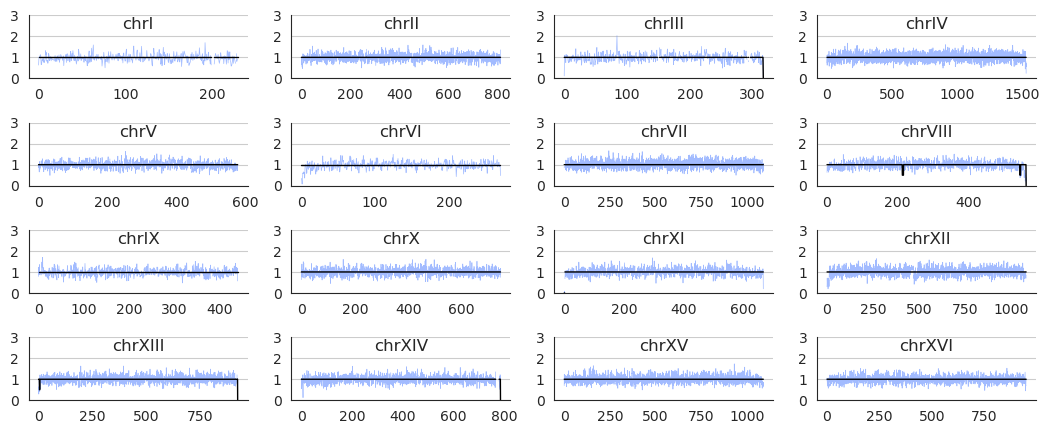 chrI chrII chrIII chrIV
3 3 3 3
2 2 2 2
1 1 1 1
0 0 0 0
0 100 200 0 200 400 600 800 0 100 200 300 0 500 1000 1500
chrV chrVI chrVII chrVIII
3 3 3 3
2 2 2 2
1 1 1 1
0 0 0 0
0 200 400 600 0 100 200 0 250 500 750 1000 0 200 400
chrIX chrX chrXI chrXII
3 3 3 3
2 2 2 2
1 1 1 1
0 0 0 0
0 100 200 300 400 0 200 400 600 0 200 400 600 0 250 500 750 1000
chrXIII chrXIV chrXV chrXVI
3 3 3 3
2 2 2 2
1 1 1 1
0 0 0 0
0 250 500 750 0 200 400 600 800 0 250 500 750 1000 0 250 500 750